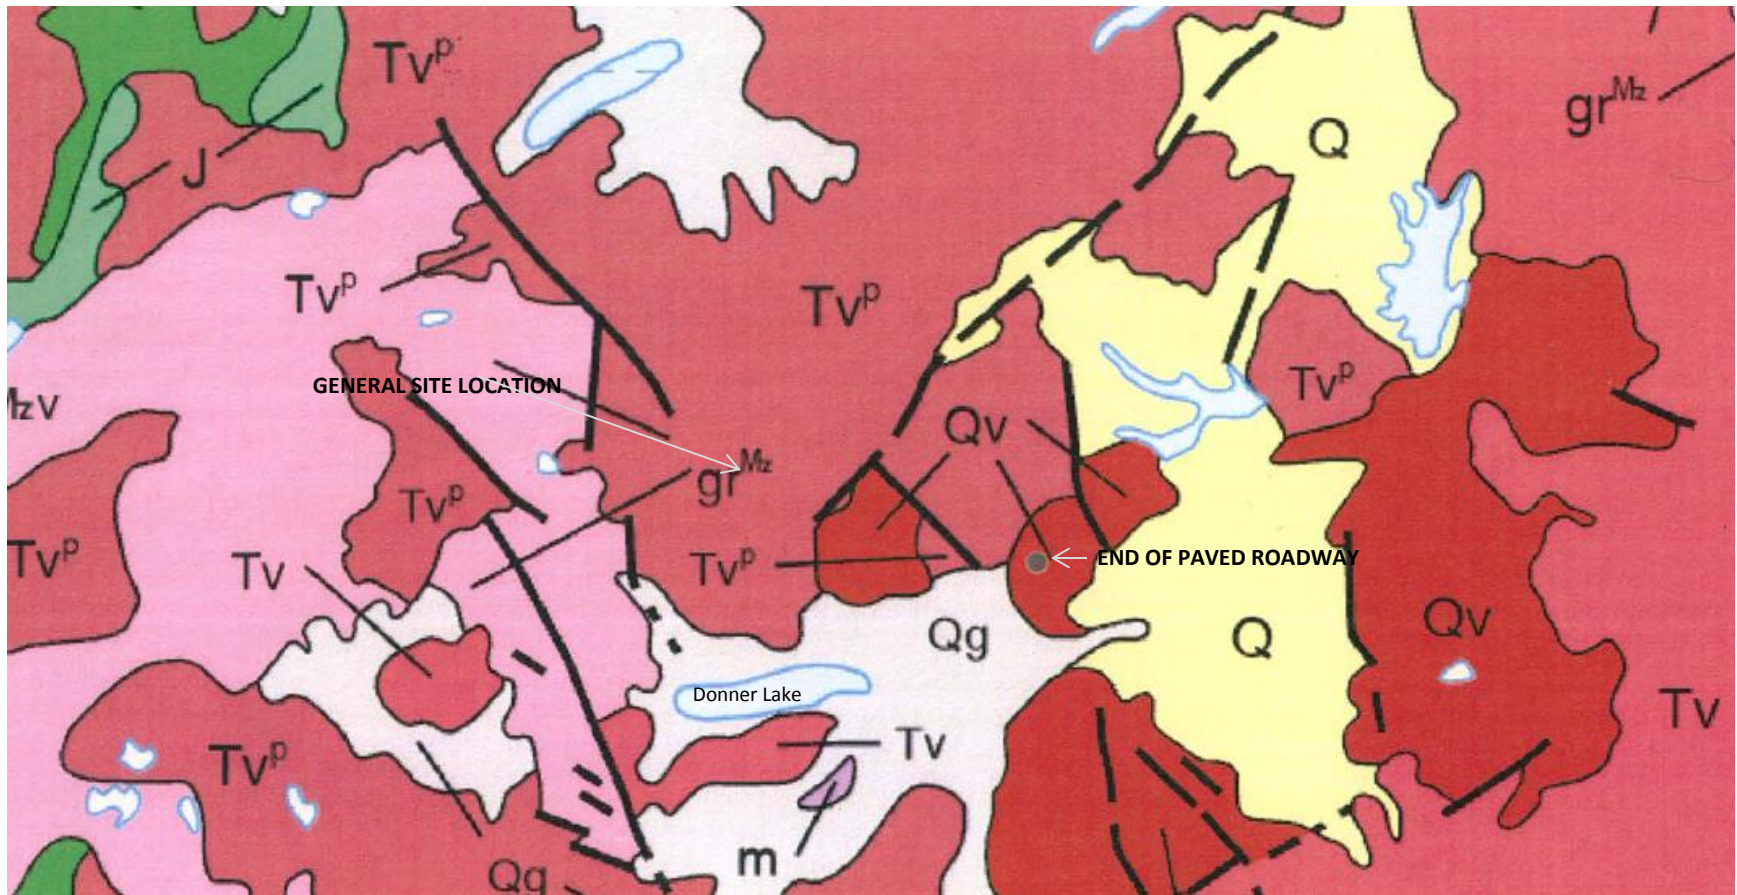 Tvᵖ
grᴹᶻ
Q
J
Tvᵖ
Tvᵖ
GENERAL SITE LOCATION
Tvᵖ
Mzv
Qv
grᴹᶻ
Tvᵖ
Tvᵖ
Tv
Tvᵖ
END OF PAVED ROADWAY
Qg
Q
Qv
Donner Lake
Tv
Tv
Tvᵖ
m
Qg